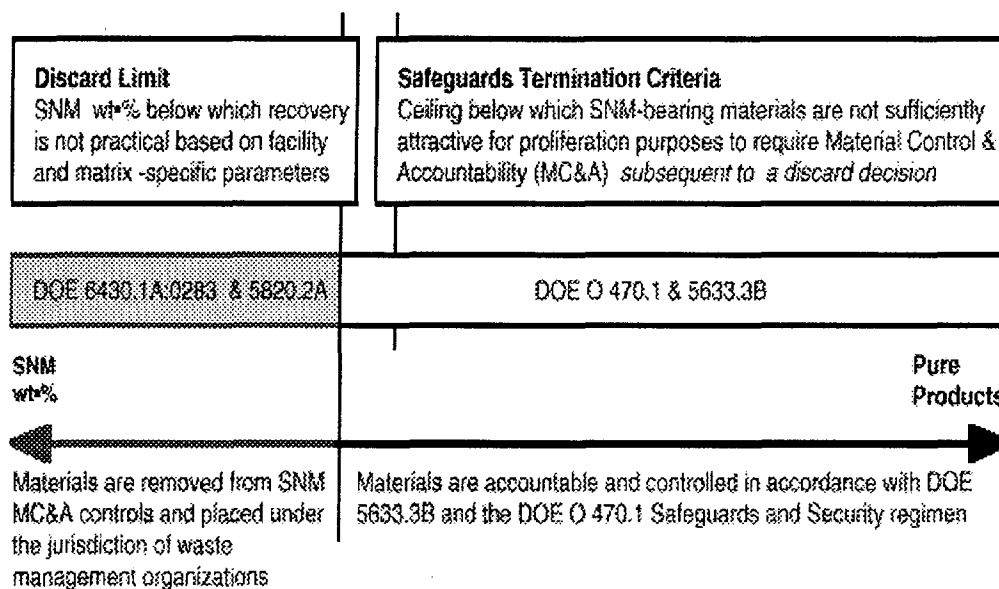 Discard Limit
SNM wt•% below which recovery
is not practical based on facility
and matrix -specific parameters
Safeguards Termination Criteria
Ceiling below which SNM-bearing materials are not sufficiently
attractive for proliferation purposes to require Material Control &
Accountability (MC&A) subsequent to a discard decision
DOE 6430.1A.0283 & 5820.2A
DOE O 470.1 & 5633.3B
SNM
wt•%
Pure
Products
Materials are removed from SNM
MC&A controls and placed under
the jurisdiction of waste
management organizations
Materials are accountable and controlled in accordance with DOE
5633.3B and the DOE O 470.1 Safeguards and Security regimen